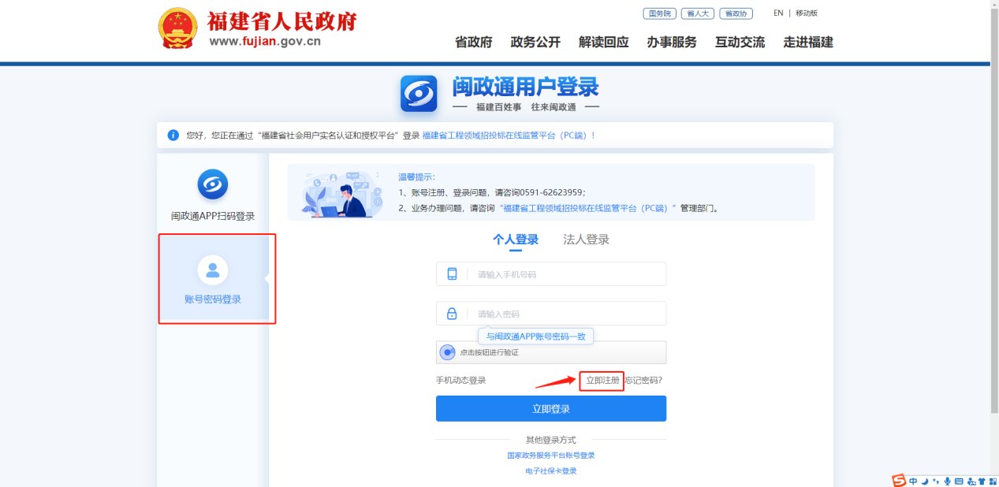 国务院 省人大 省政协 EN | 移动版
福建省人民政府
www.fujian.gov.cn
省政府 政务公开 解读回应 办事服务 互动交流 走进福建
闽政通用户登录
福建百姓事 往来闽政通
您好，您正在通过“福建省社会用户实名认证和授权平台”登录 福建省工程领域招投标在线监管平台（PC端）！
闽政通APP扫码登录
账号密码登录
温馨提示：
1、账号注册、登录问题，请咨询0591-62623959；
2、业务办理问题，请咨询“福建省工程领域招投标在线监管平台（PC端）”管理部门。
个人登录 法人登录
请输入手机号码
请输入密码
与闽政通APP账号密码一致
点击按钮进行验证
手机动态登录 立即注册 忘记密码?
立即登录
其他登录方式
国家政务服务平台账号登录
电子社保卡登录
中